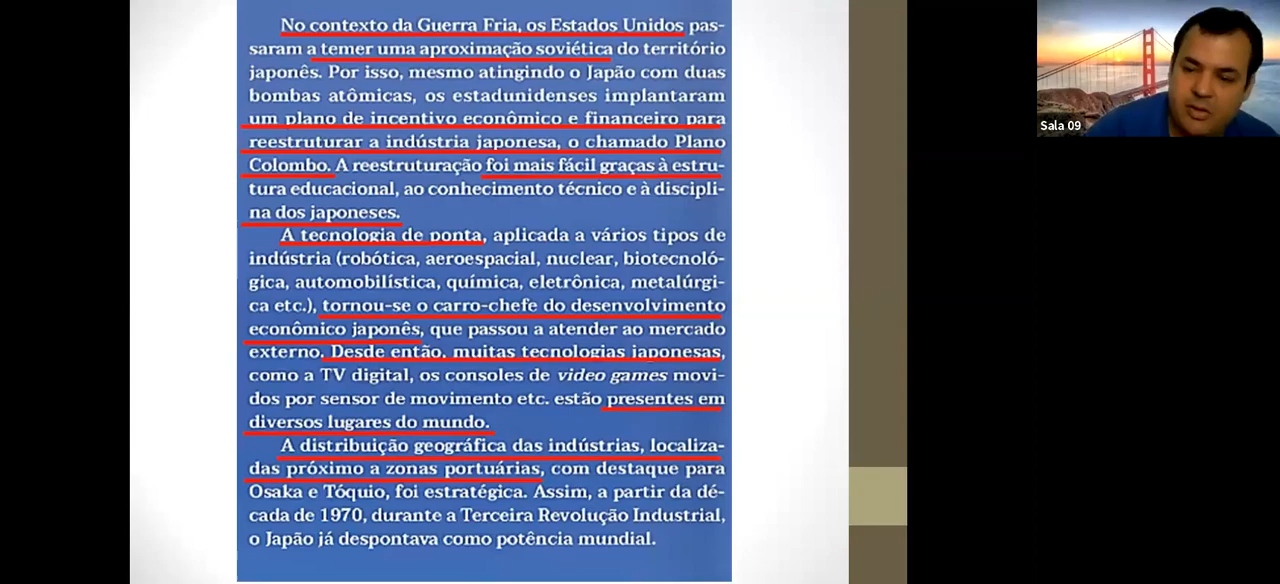 No contexto da Guerra Fria, os Estados Unidos pas-
saram a temer uma aproximação soviética do território
japonês. Por isso, mesmo atingindo o Japão com duas
bombas atômicas, os estadunidenses implantaram
um plano de incentivo econômico e financeiro para
reestruturar a indústria japonesa, o chamado Plano
Colombo. A reestruturação foi mais fácil graças à estru-
tura educacional, ao conhecimento técnico e à discipli-
na dos japoneses.
A tecnologia de ponta, aplicada a vários tipos de
indústria (robótica, aeroespacial, nuclear, biotecnoló-
gica, automobilística, química, eletrônica, metalúrgi-
ca etc.), tornou-se o carro-chefe do desenvolvimento
econômico japonês, que passou a atender ao mercado
externo. Desde então, muitas tecnologias japonesas,
como a TV digital, os consoles de video games movi-
dos por sensor de movimento etc. estão presentes em
diversos lugares do mundo.
A distribuição geográfica das indústrias, localiza-
das próximo a zonas portuárias, com destaque para
Osaka e Tóquio, foi estratégica. Assim, a partir da dé-
cada de 1970, durante a Terceira Revolução Industrial,
o Japão já despontava como potência mundial.
Sala 09